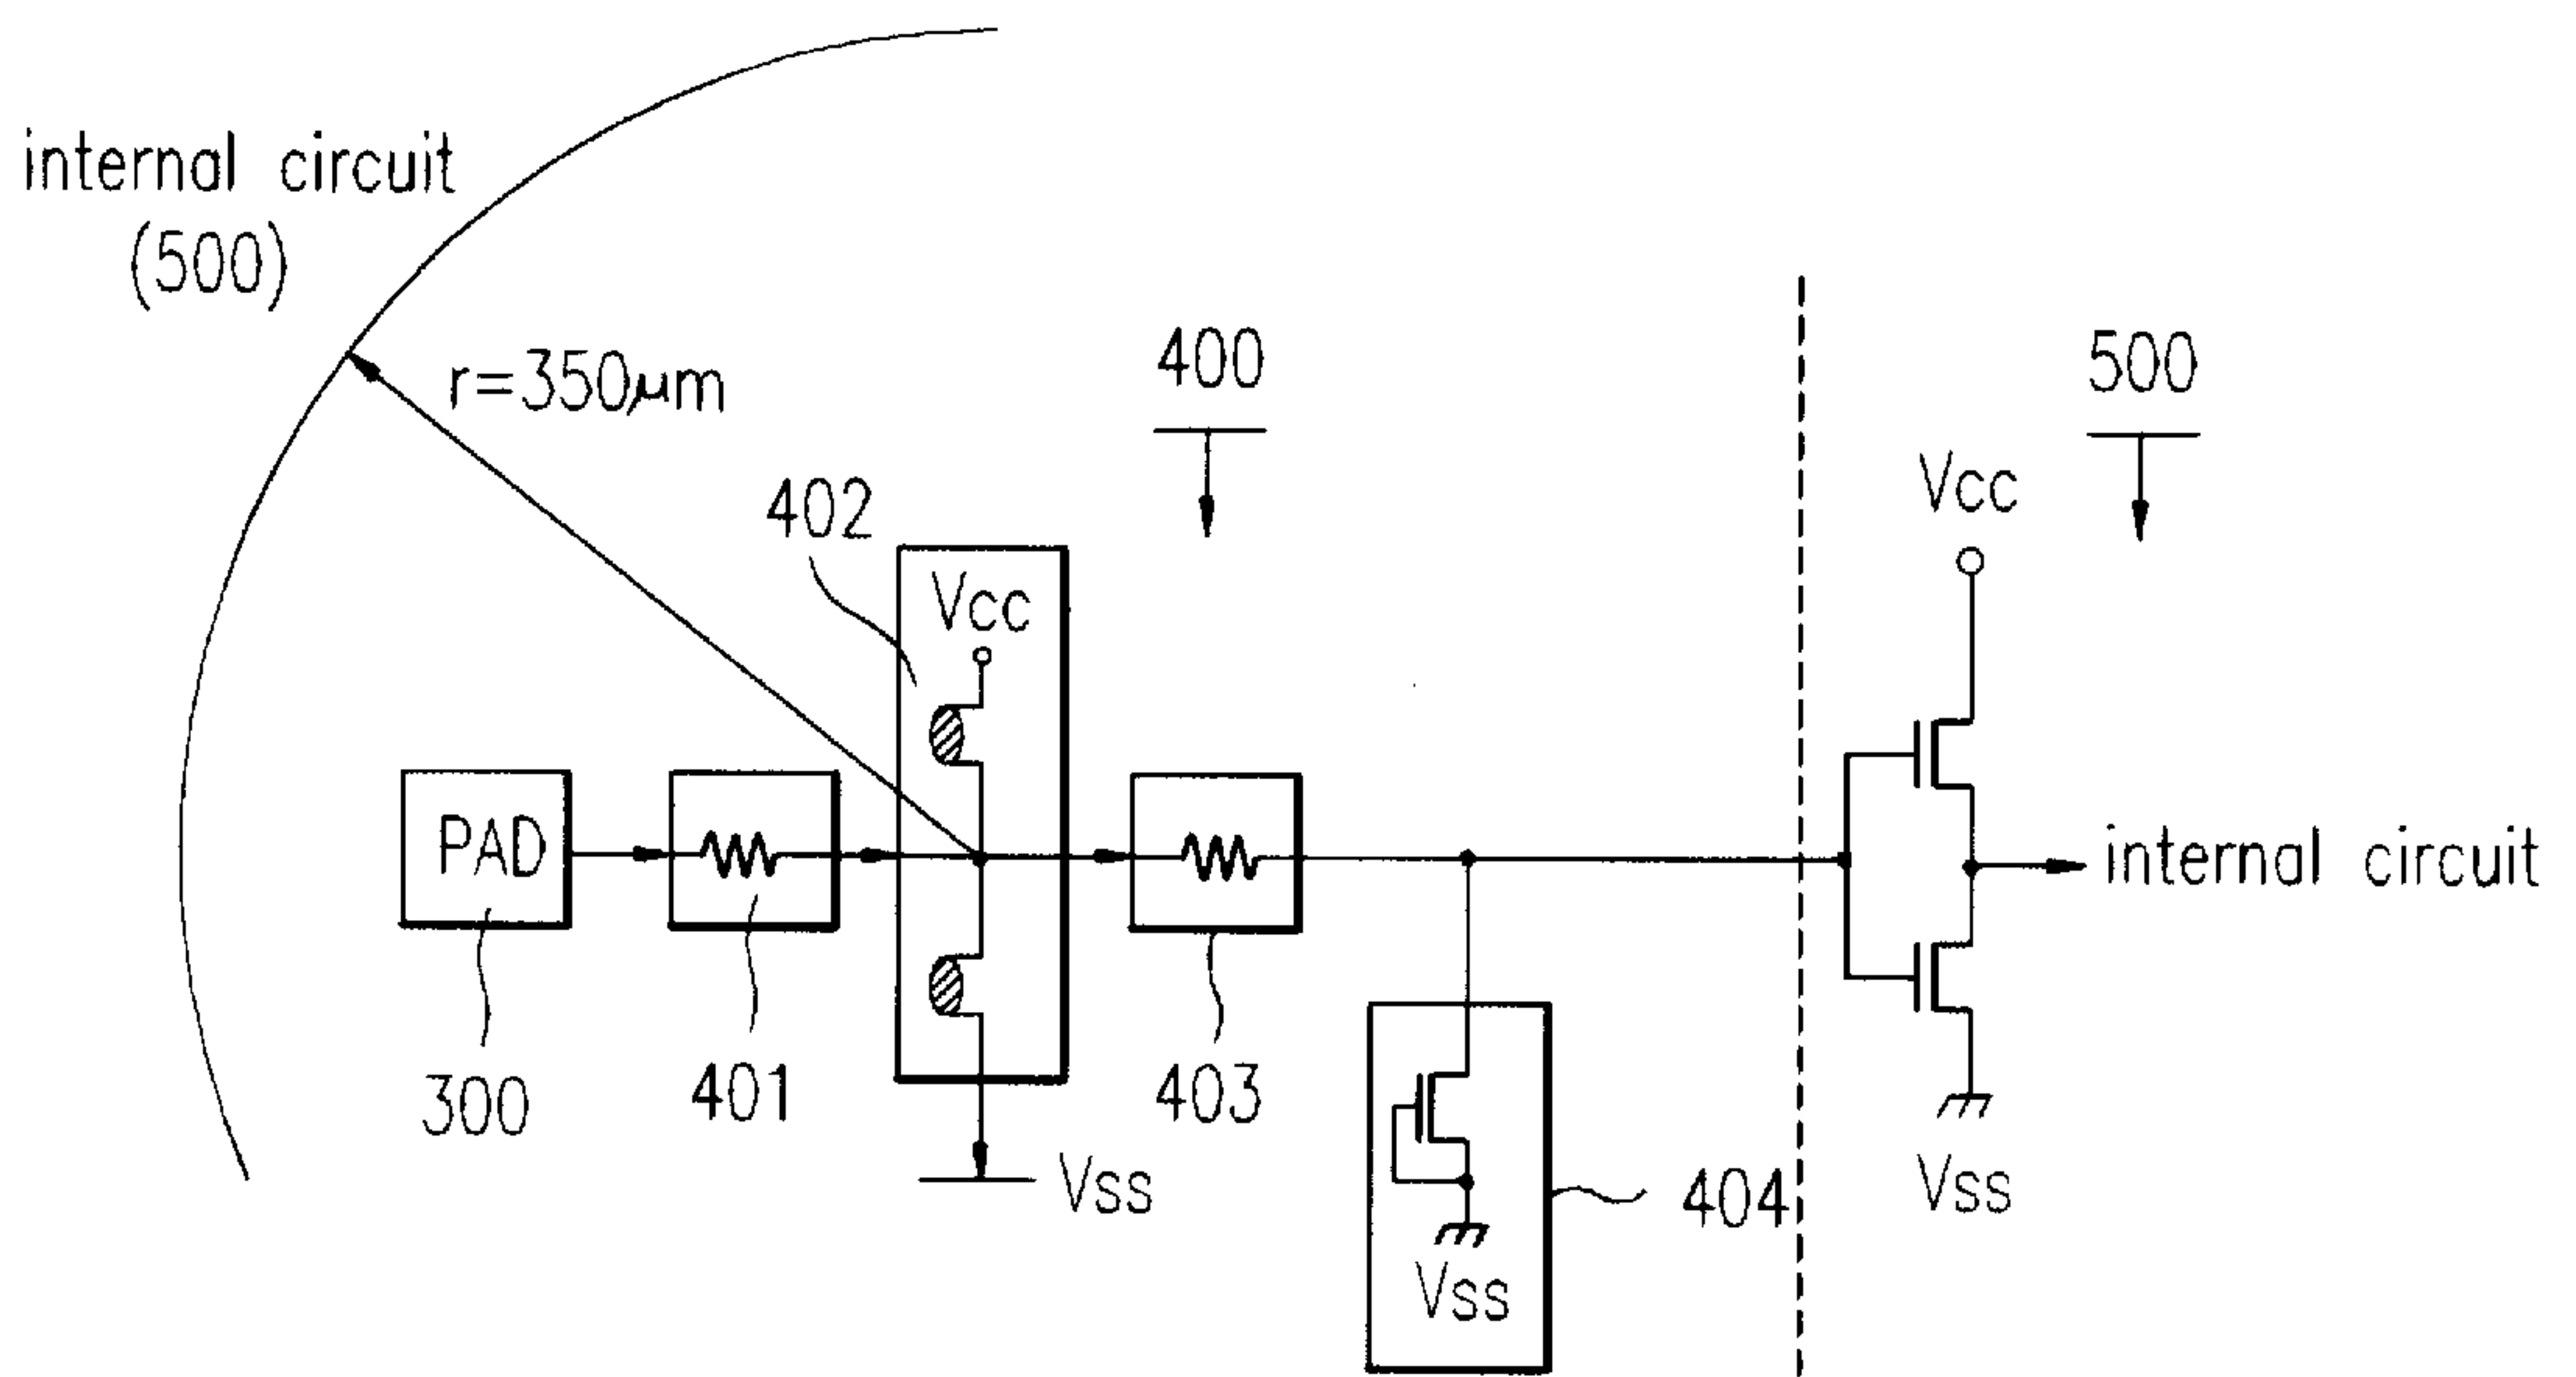 internal circuit
(500)
r=350μm
400
500
402
Vcc
Vcc
PAD
internal circuit
300
401
403
Vss
404
Vss
Vss